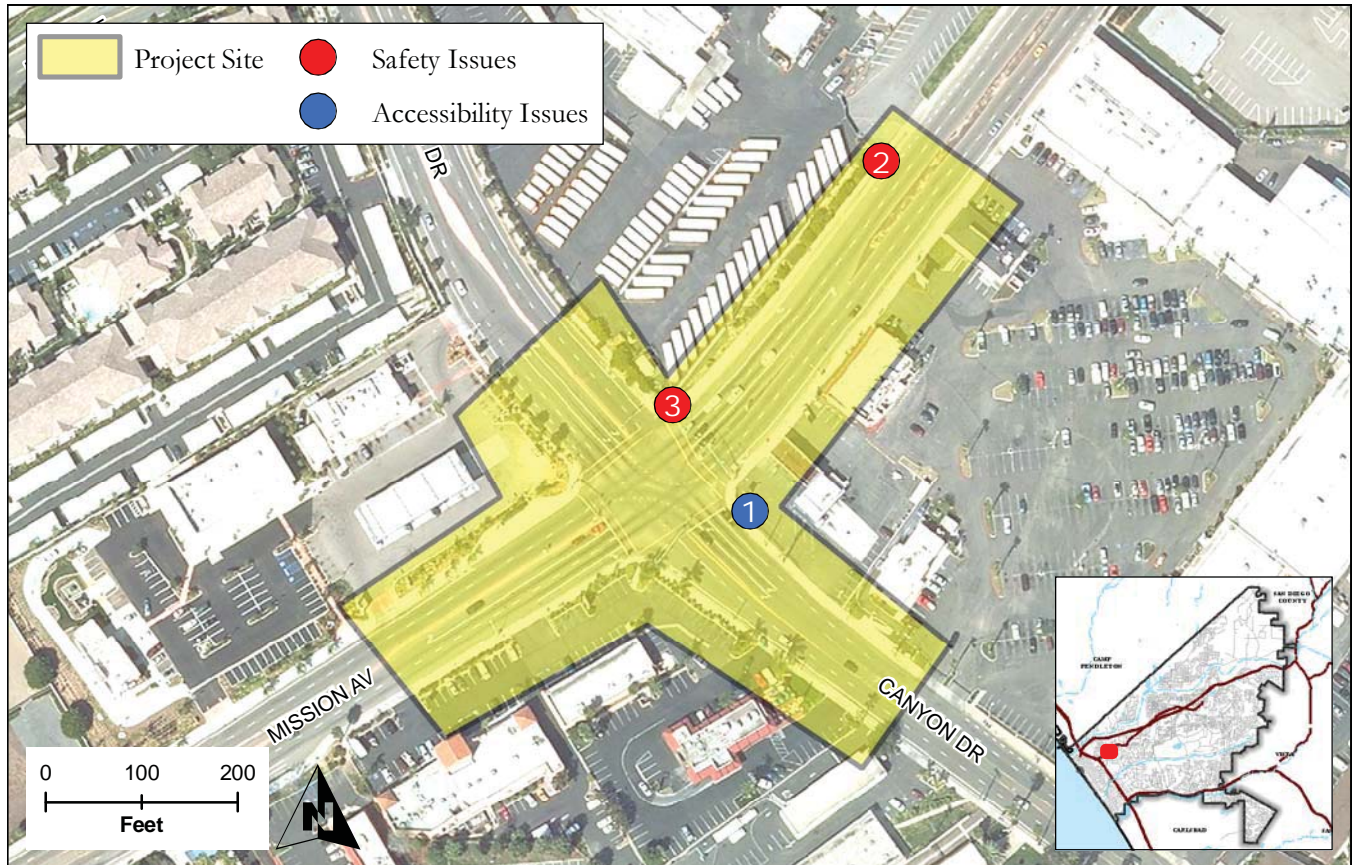 Project Site
Safety Issues
Accessibility Issues
DR
2
3
1
MISSION AV
CANYON DR
0 100 200
Feet
N
SAN DIEGO
COUNTY
CAMP
PENDLETON
VISTA
CARLSBAD